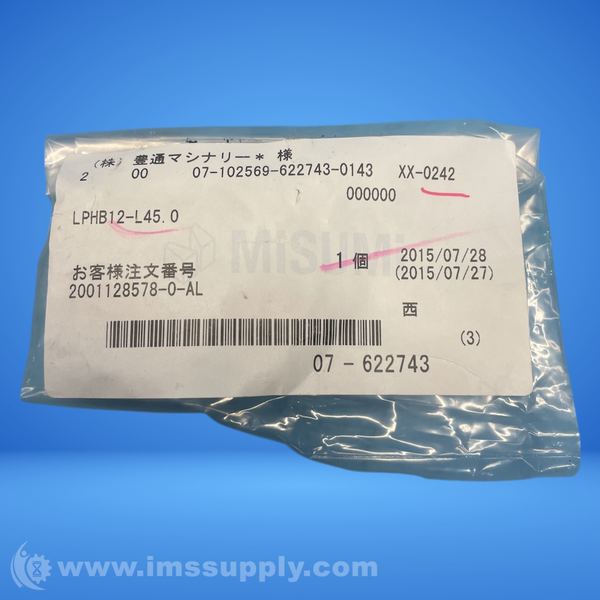 (株) 豊通マシナリー* 様
2 00 07-102569-622743-0143 XX-0242
000000
LPHB12-L45.0
MiSUMi
1個 2015/07/28
お客様注文番号 (2015/07/27)
2001128578-0-AL
西
(3)
07 - 622743
www.imssupply.com